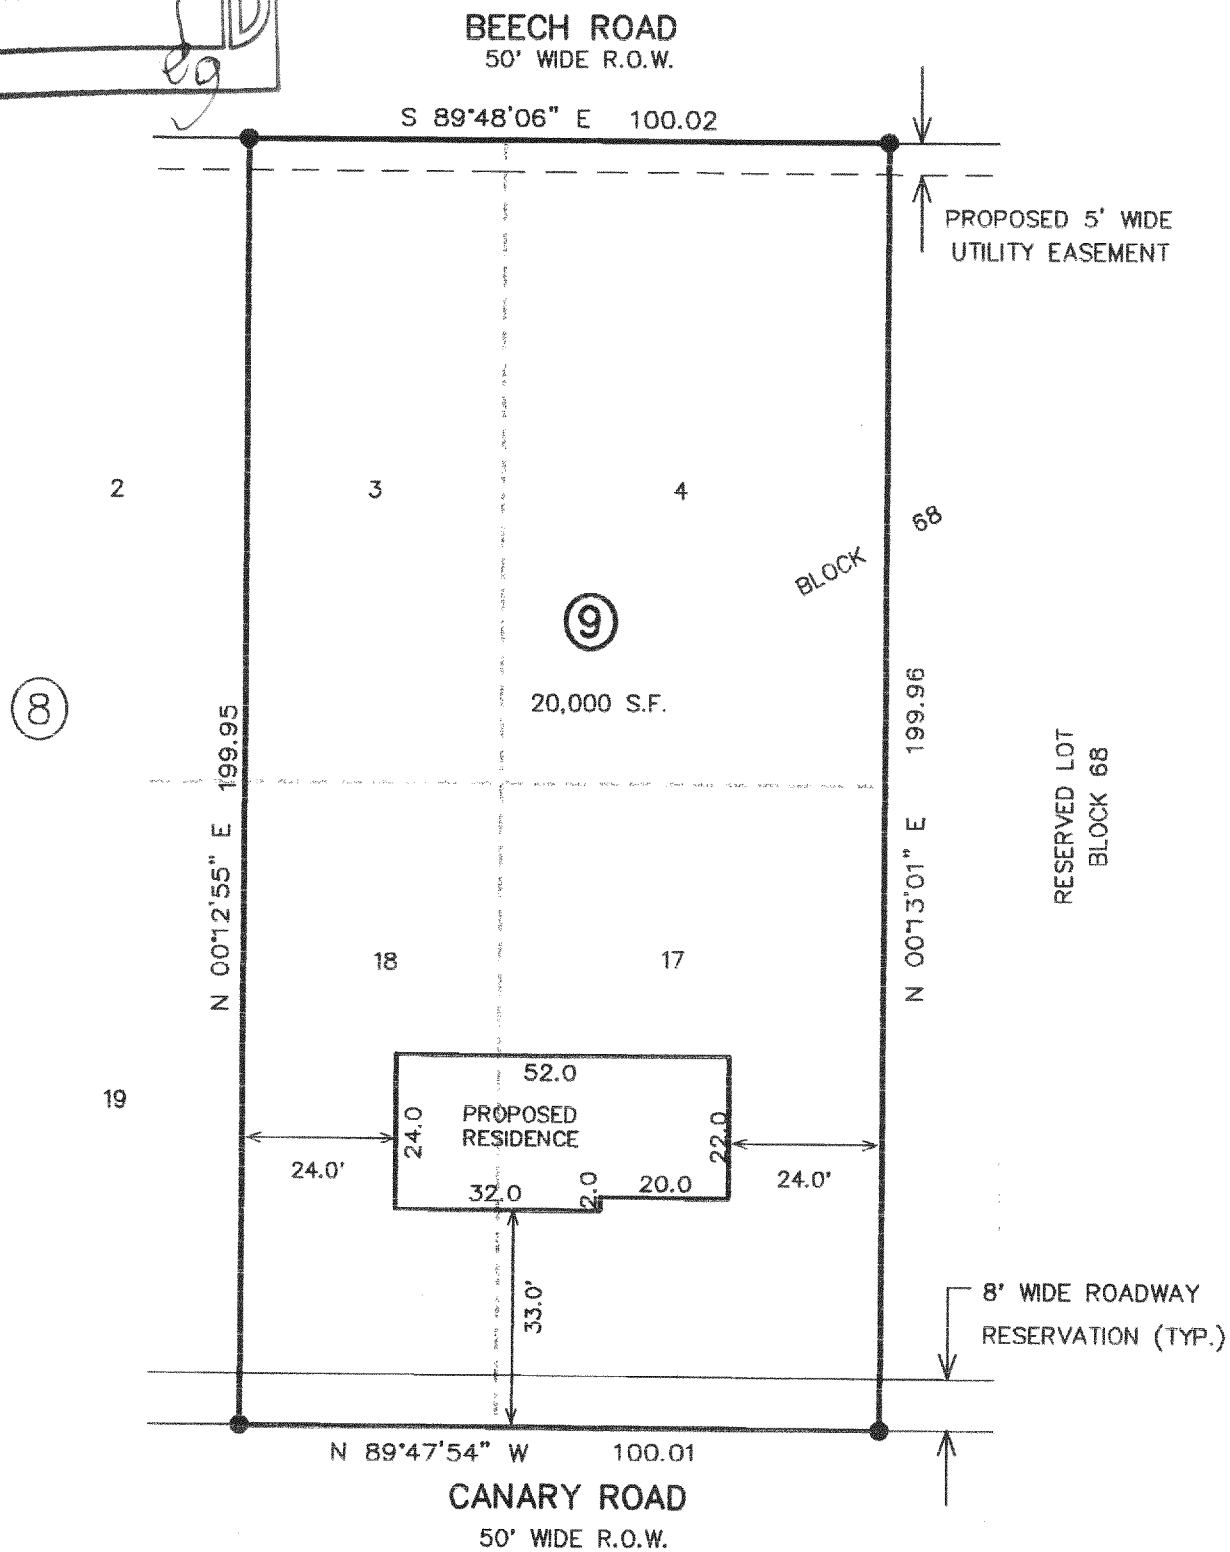 BEECH ROAD
50' WIDE R.O.W.
S 89°48'06" E 100.02
PROPOSED 5' WIDE
UTILITY EASEMENT
2
3
4
68
BLOCK
9
8
20,000 S.F.
N 00°12'55" E 199.95
N 00°13'01" E 199.96
RESERVED LOT
BLOCK 68
18
17
19
52.0
PROPOSED
RESIDENCE
24.0
22.0
24.0'
24.0'
32.0
2.0
20.0
33.0'
8' WIDE ROADWAY
RESERVATION (TYP.)
N 89°47'54" W 100.01
CANARY ROAD
50' WIDE R.O.W.